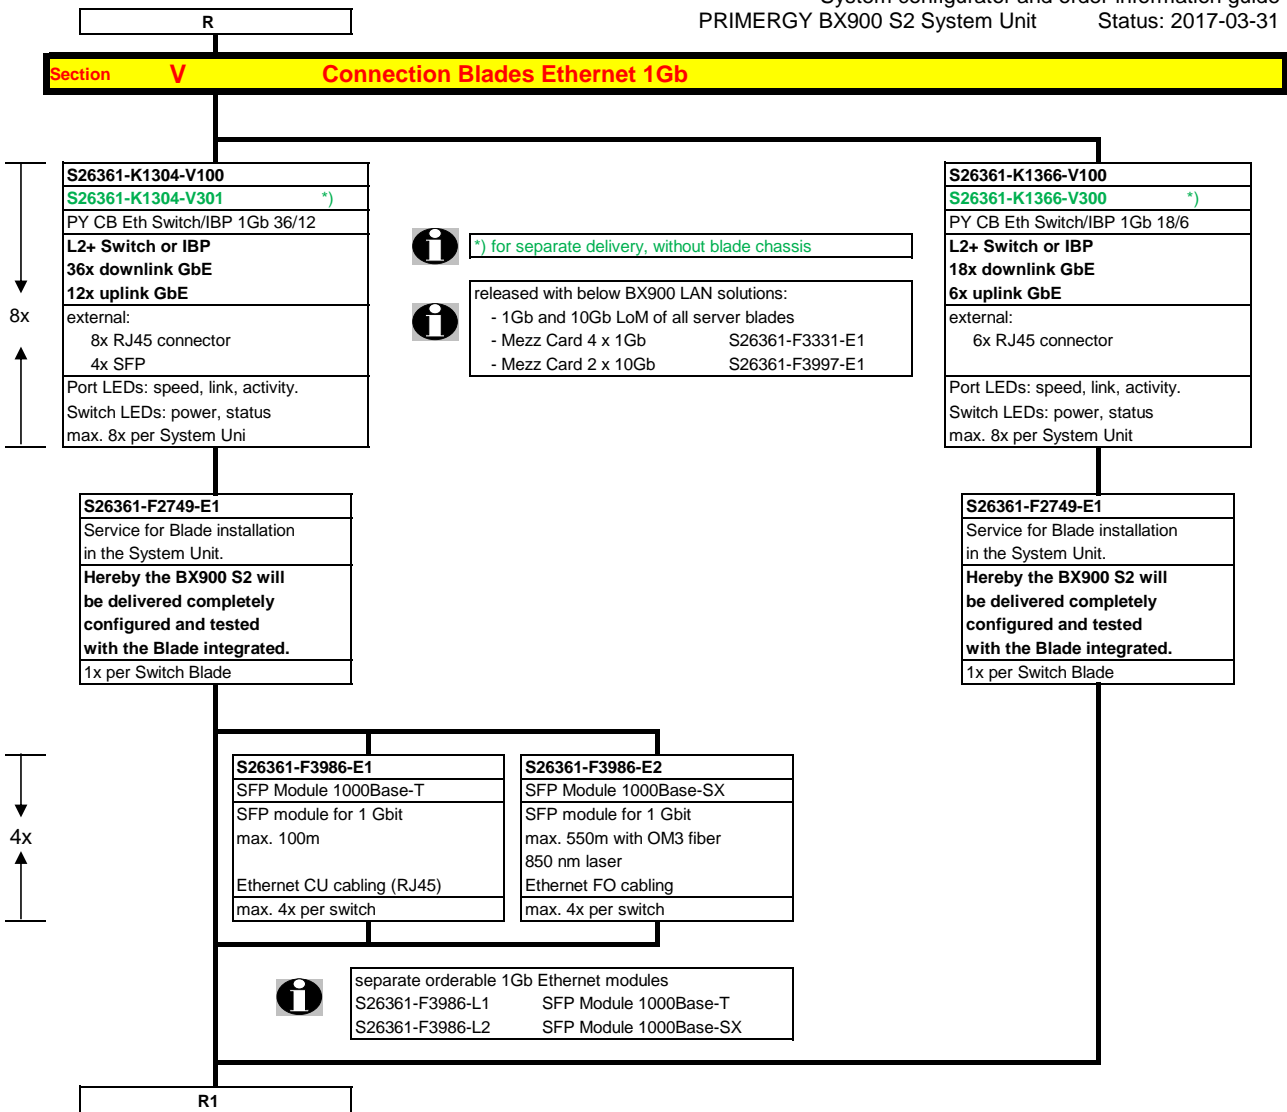 System configurator and order information guide
PRIMERGY BX900 S2 System Unit Status: 2017-03-31
R
Section V Connection Blades Ethernet 1Gb
S26361-K1304-V100
S26361-K1304-V301 *)
PY CB Eth Switch/IBP 1Gb 36/12
L2+ Switch or IBP
36x downlink GbE
12x uplink GbE
external:
8x RJ45 connector
4x SFP
Port LEDs: speed, link, activity.
Switch LEDs: power, status
max. 8x per System Uni
8x
*) for separate delivery, without blade chassis
released with below BX900 LAN solutions:
- 1Gb and 10Gb LoM of all server blades
- Mezz Card 4 x 1Gb S26361-F3331-E1
- Mezz Card 2 x 10Gb S26361-F3997-E1
S26361-K1366-V100
S26361-K1366-V300 *)
PY CB Eth Switch/IBP 1Gb 18/6
L2+ Switch or IBP
18x downlink GbE
6x uplink GbE
external:
6x RJ45 connector
Port LEDs: speed, link, activity.
Switch LEDs: power, status
max. 8x per System Unit
S26361-F2749-E1
Service for Blade installation
in the System Unit.
Hereby the BX900 S2 will
be delivered completely
configured and tested
with the Blade integrated.
1x per Switch Blade
S26361-F2749-E1
Service for Blade installation
in the System Unit.
Hereby the BX900 S2 will
be delivered completely
configured and tested
with the Blade integrated.
1x per Switch Blade
4x
S26361-F3986-E1
SFP Module 1000Base-T
SFP module for 1 Gbit
max. 100m
Ethernet CU cabling (RJ45)
max. 4x per switch
S26361-F3986-E2
SFP Module 1000Base-SX
SFP module for 1 Gbit
max. 550m with OM3 fiber
850 nm laser
Ethernet FO cabling
max. 4x per switch
separate orderable 1Gb Ethernet modules
S26361-F3986-L1 SFP Module 1000Base-T
S26361-F3986-L2 SFP Module 1000Base-SX
R1